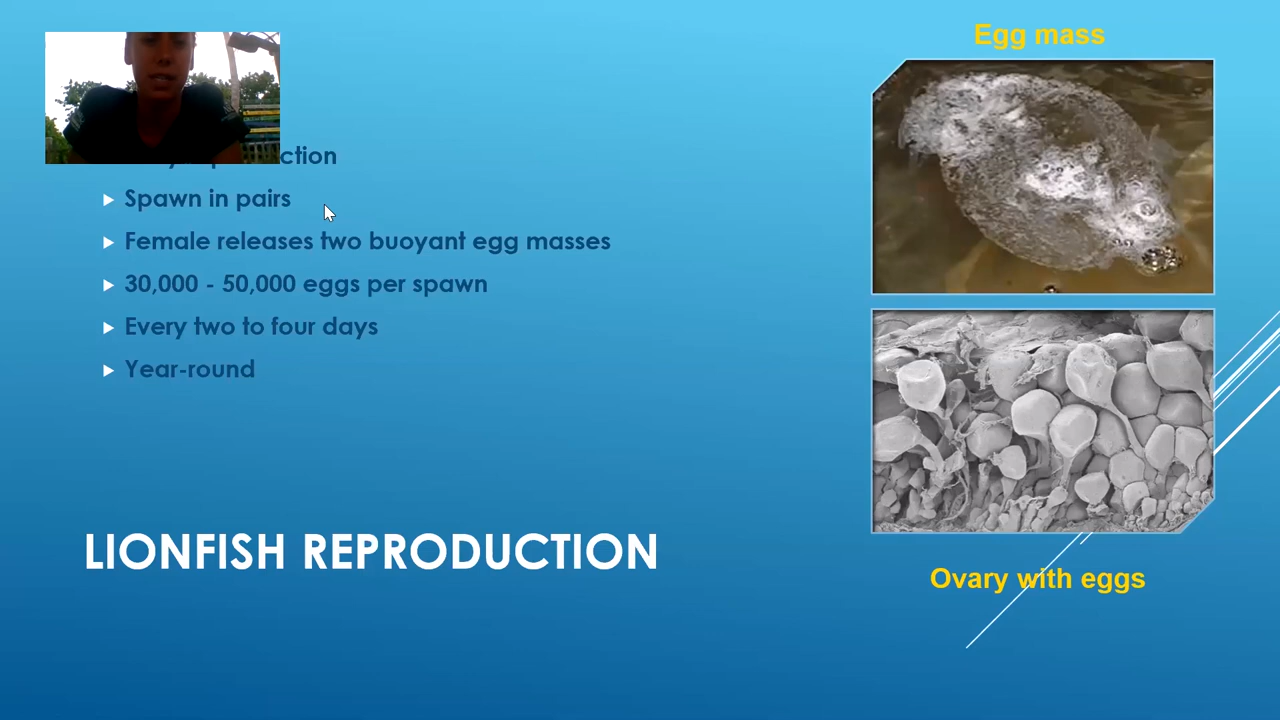 Egg mass
ction
Spawn in pairs
Female releases two buoyant egg masses
30,000 - 50,000 eggs per spawn
Every two to four days
Year-round
LIONFISH REPRODUCTION
Ovary with eggs